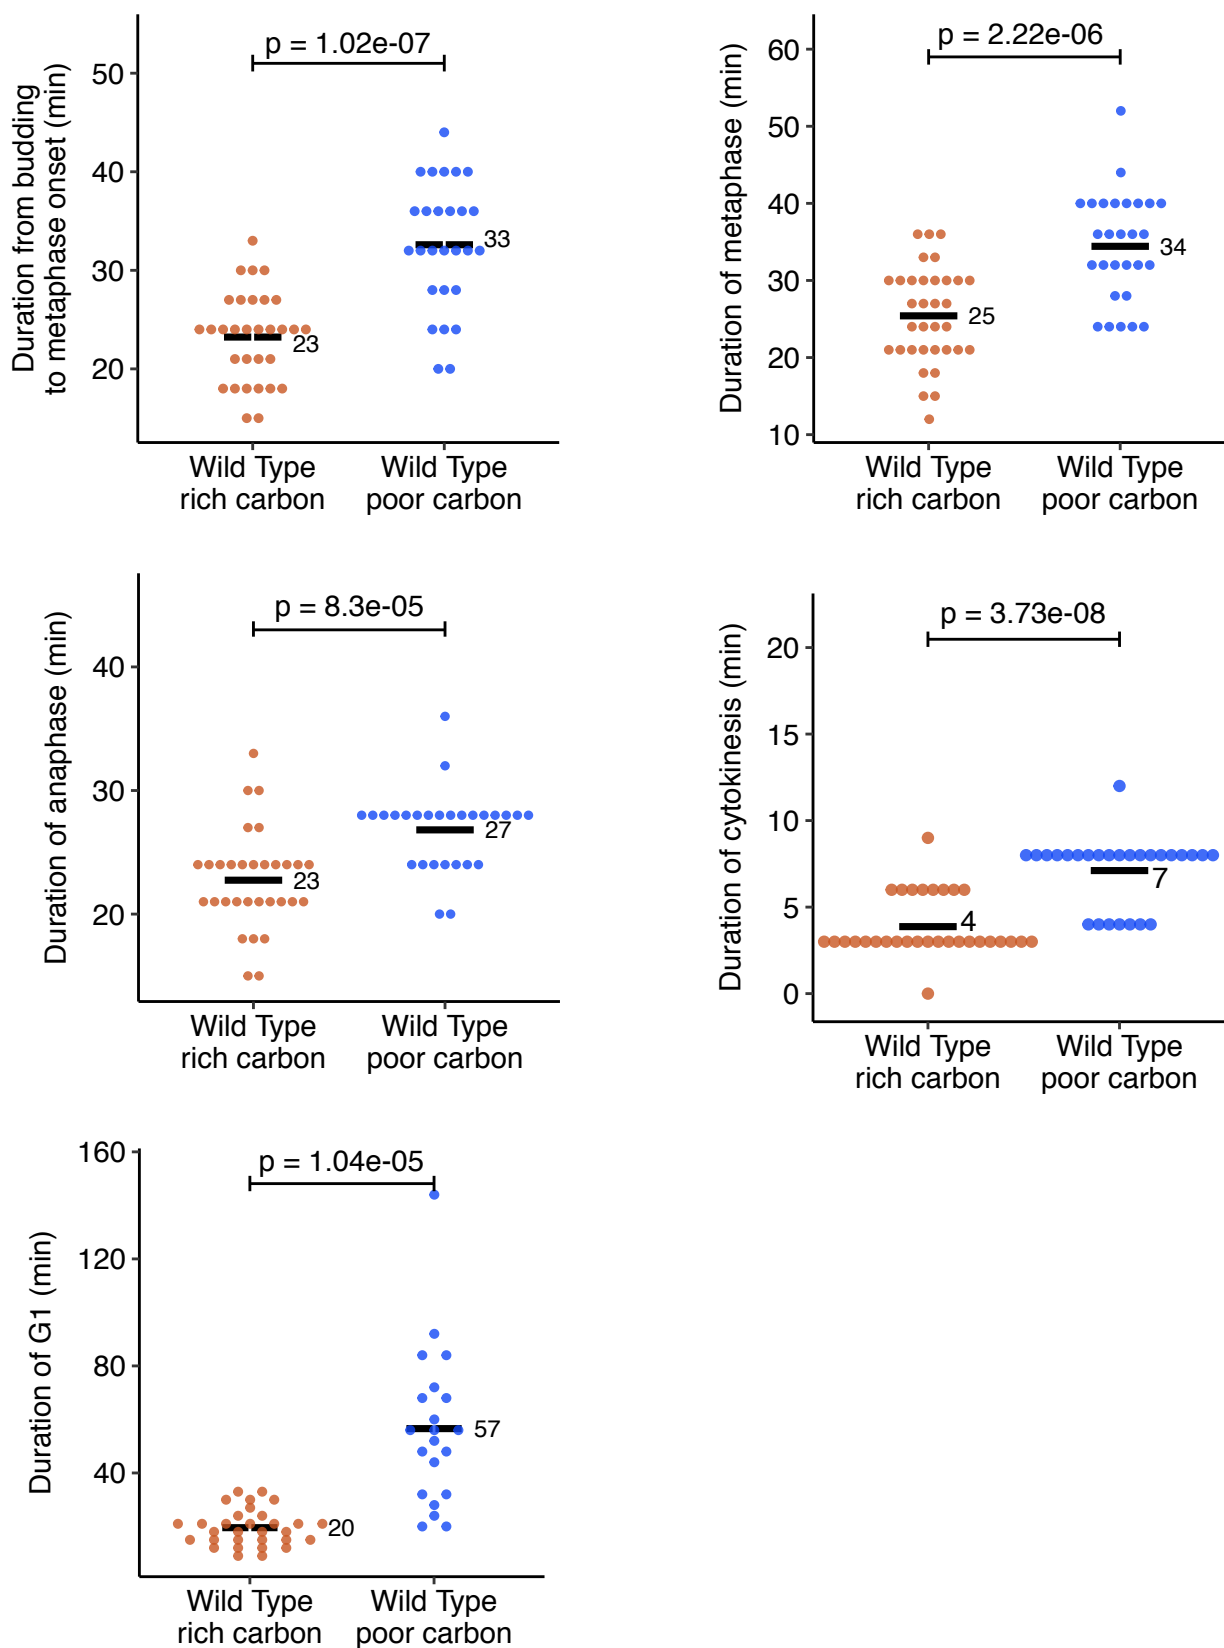 Duration from budding
to metaphase onset (min)
50
40
30
20
p = 1.02e-07
23
33
Wild Type
rich carbon
Wild Type
poor carbon
Duration of metaphase (min)
60
50
40
30
20
10
p = 2.22e-06
25
34
Wild Type
rich carbon
Wild Type
poor carbon
Duration of anaphase (min)
40
30
20
p = 8.3e-05
23
27
Wild Type
rich carbon
Wild Type
poor carbon
Duration of cytokinesis (min)
20
15
10
5
0
p = 3.73e-08
4
7
Wild Type
rich carbon
Wild Type
poor carbon
Duration of G1 (min)
160
120
80
40
p = 1.04e-05
20
57
Wild Type
rich carbon
Wild Type
poor carbon